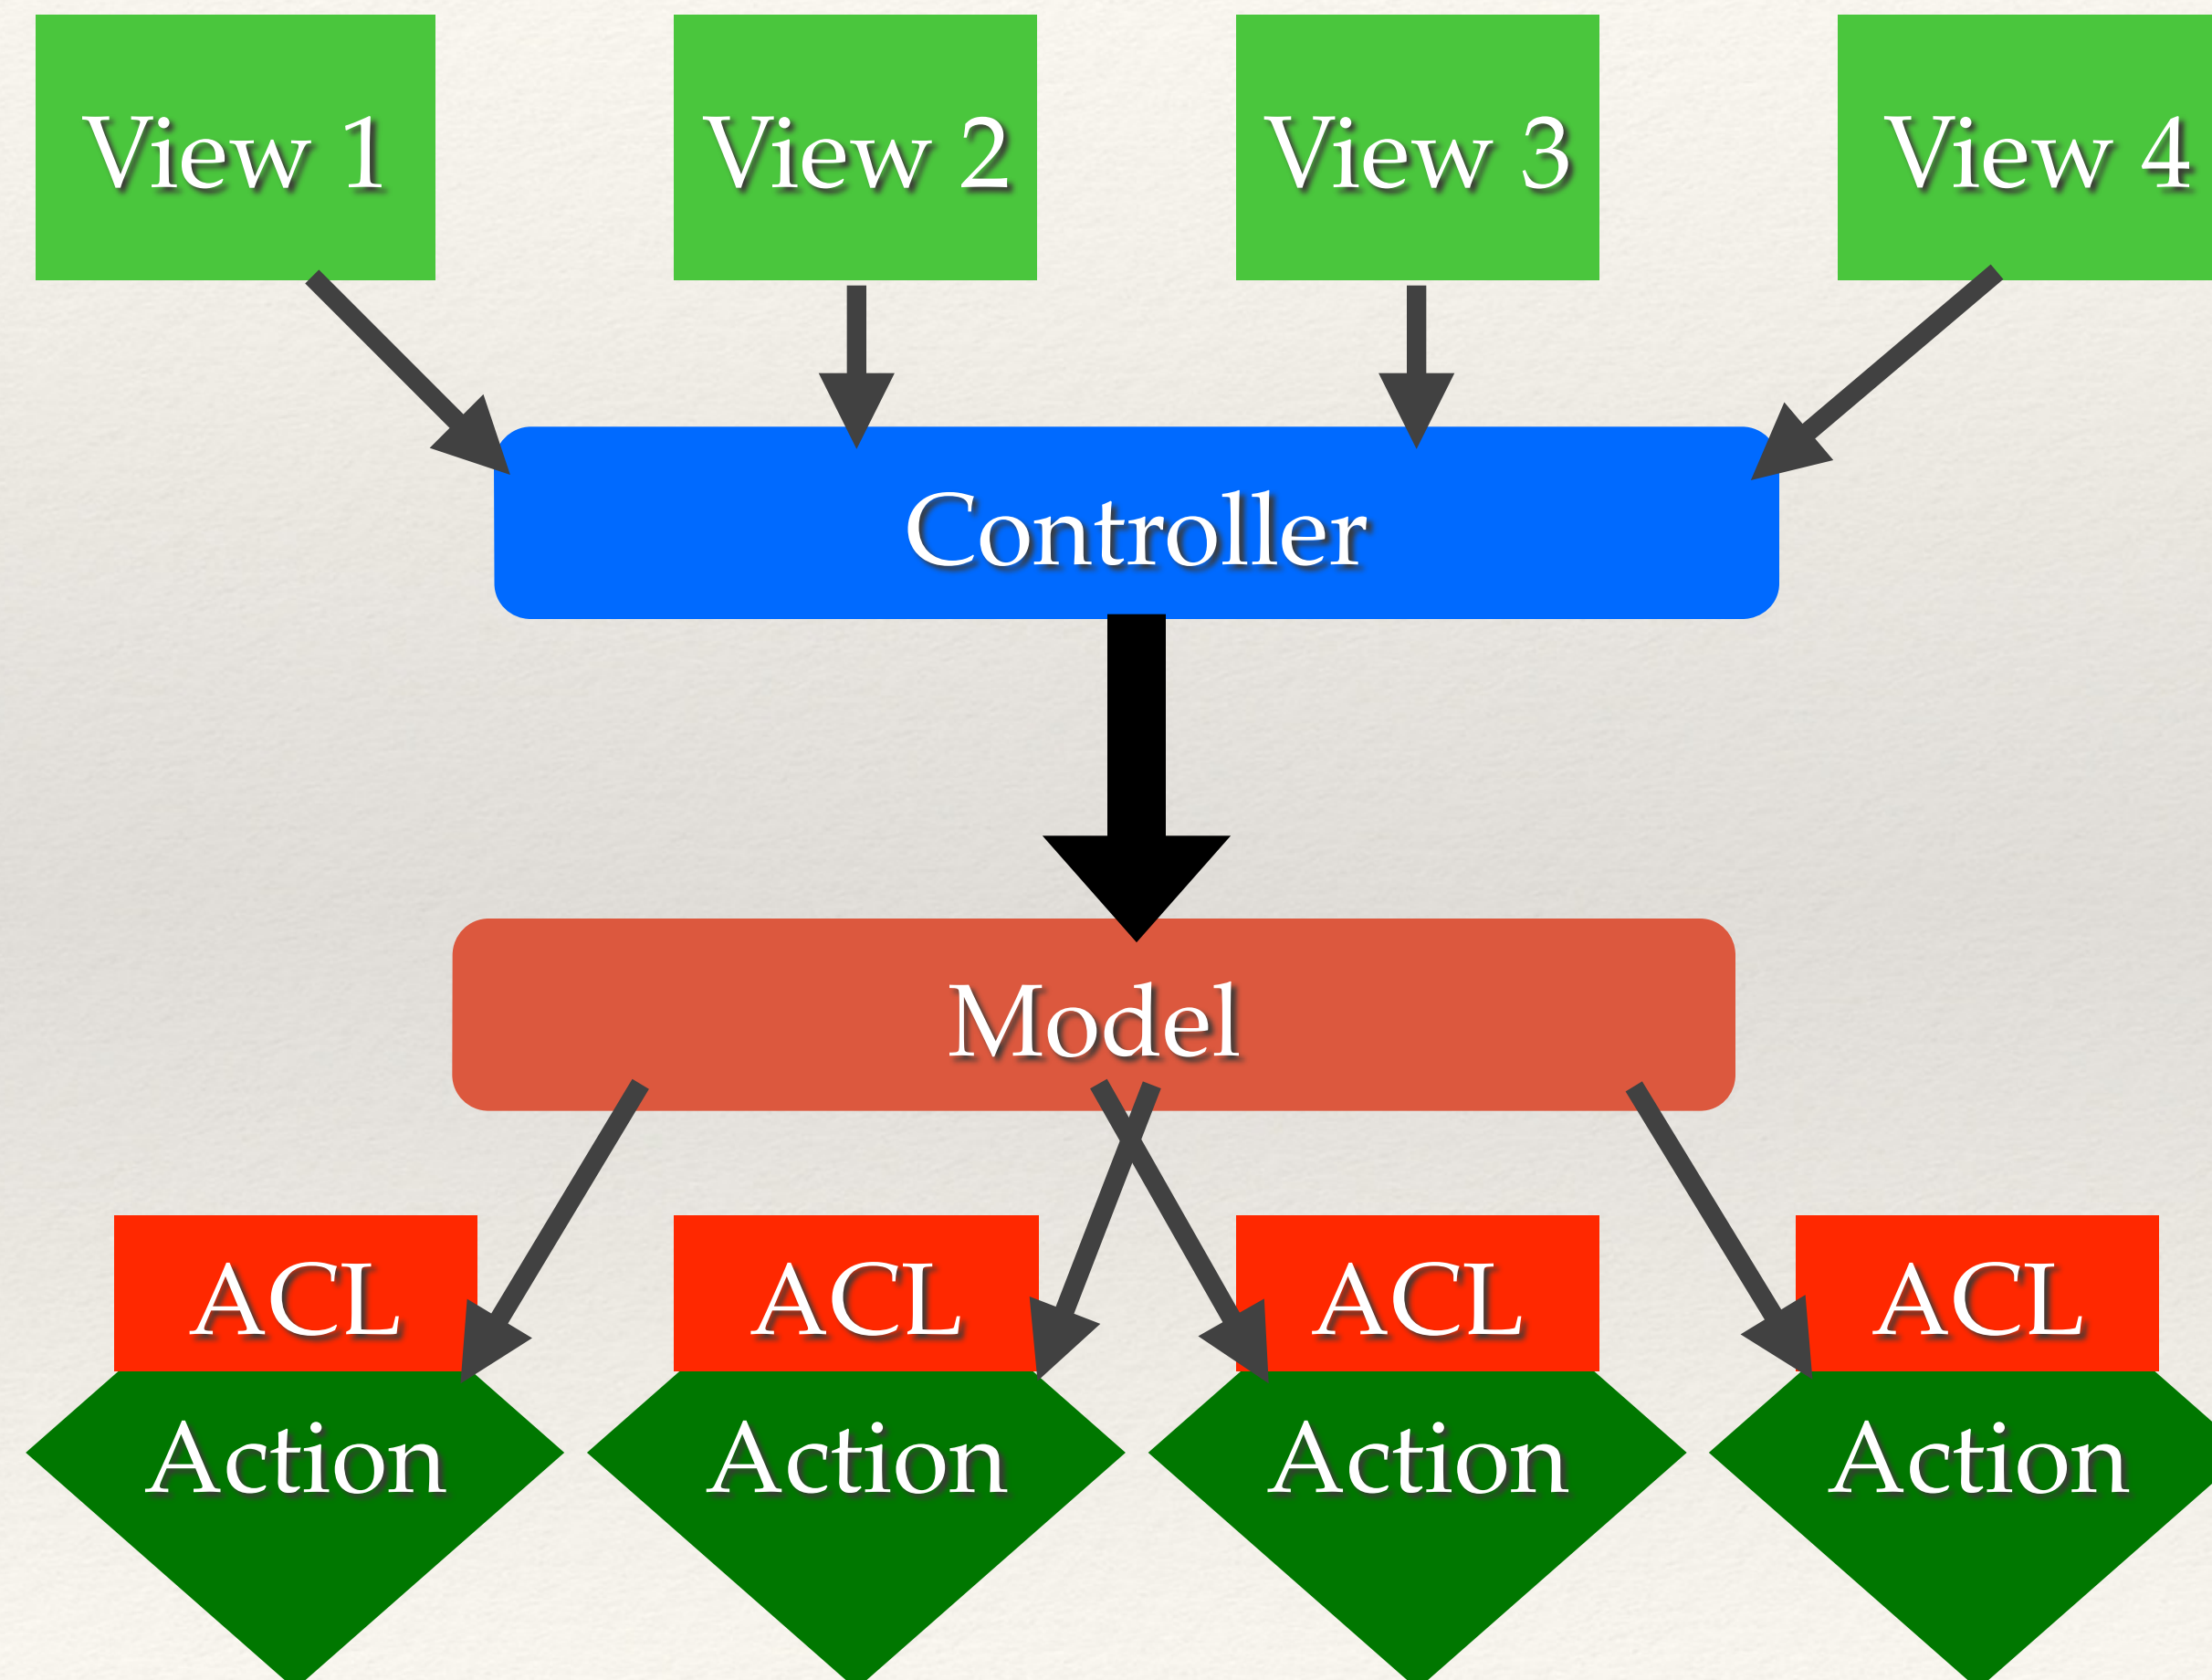 View 1
View 2
View 3
View 4
Controller
Model
ACL
ACL
ACL
ACL
Action
Action
Action
Action